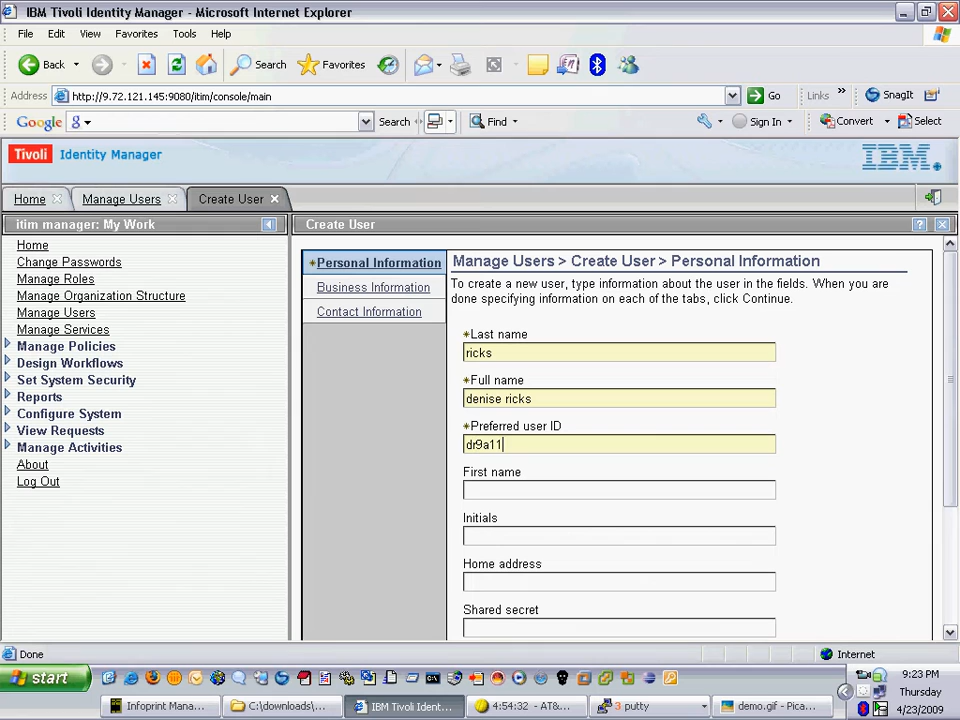 IBM Tivoli Identity Manager - Microsoft Internet Explorer
File Edit View Favorites Tools Help
Back Search Favorites
Address http://9.72.121.145:9080/itim/console/main Go Links » SnagIt
Google g Search Find Sign In Convert Select
Tivoli Identity Manager IBM
Home Manage Users Create User
itim manager: My Work
Create User
Home
Change Passwords
Manage Roles
Manage Organization Structure
Manage Users
Manage Services
Manage Policies
Design Workflows
Set System Security
Reports
Configure System
View Requests
Manage Activities
About
Log Out
*Personal Information
Business Information
Contact Information
Manage Users > Create User > Personal Information
To create a new user, type information about the user in the fields. When you are
done specifying information on each of the tabs, click Continue.
*Last name
ricks
*Full name
denise ricks
*Preferred user ID
dr9a11
First name
Initials
Home address
Shared secret
Done Internet
start
9:23 PM
Thursday
4/23/2009
Infoprint Mana... C:\downloads\... IBM Tivoli Ident... 4:54:32 - AT&... 3 putty demo.gif - Pica...